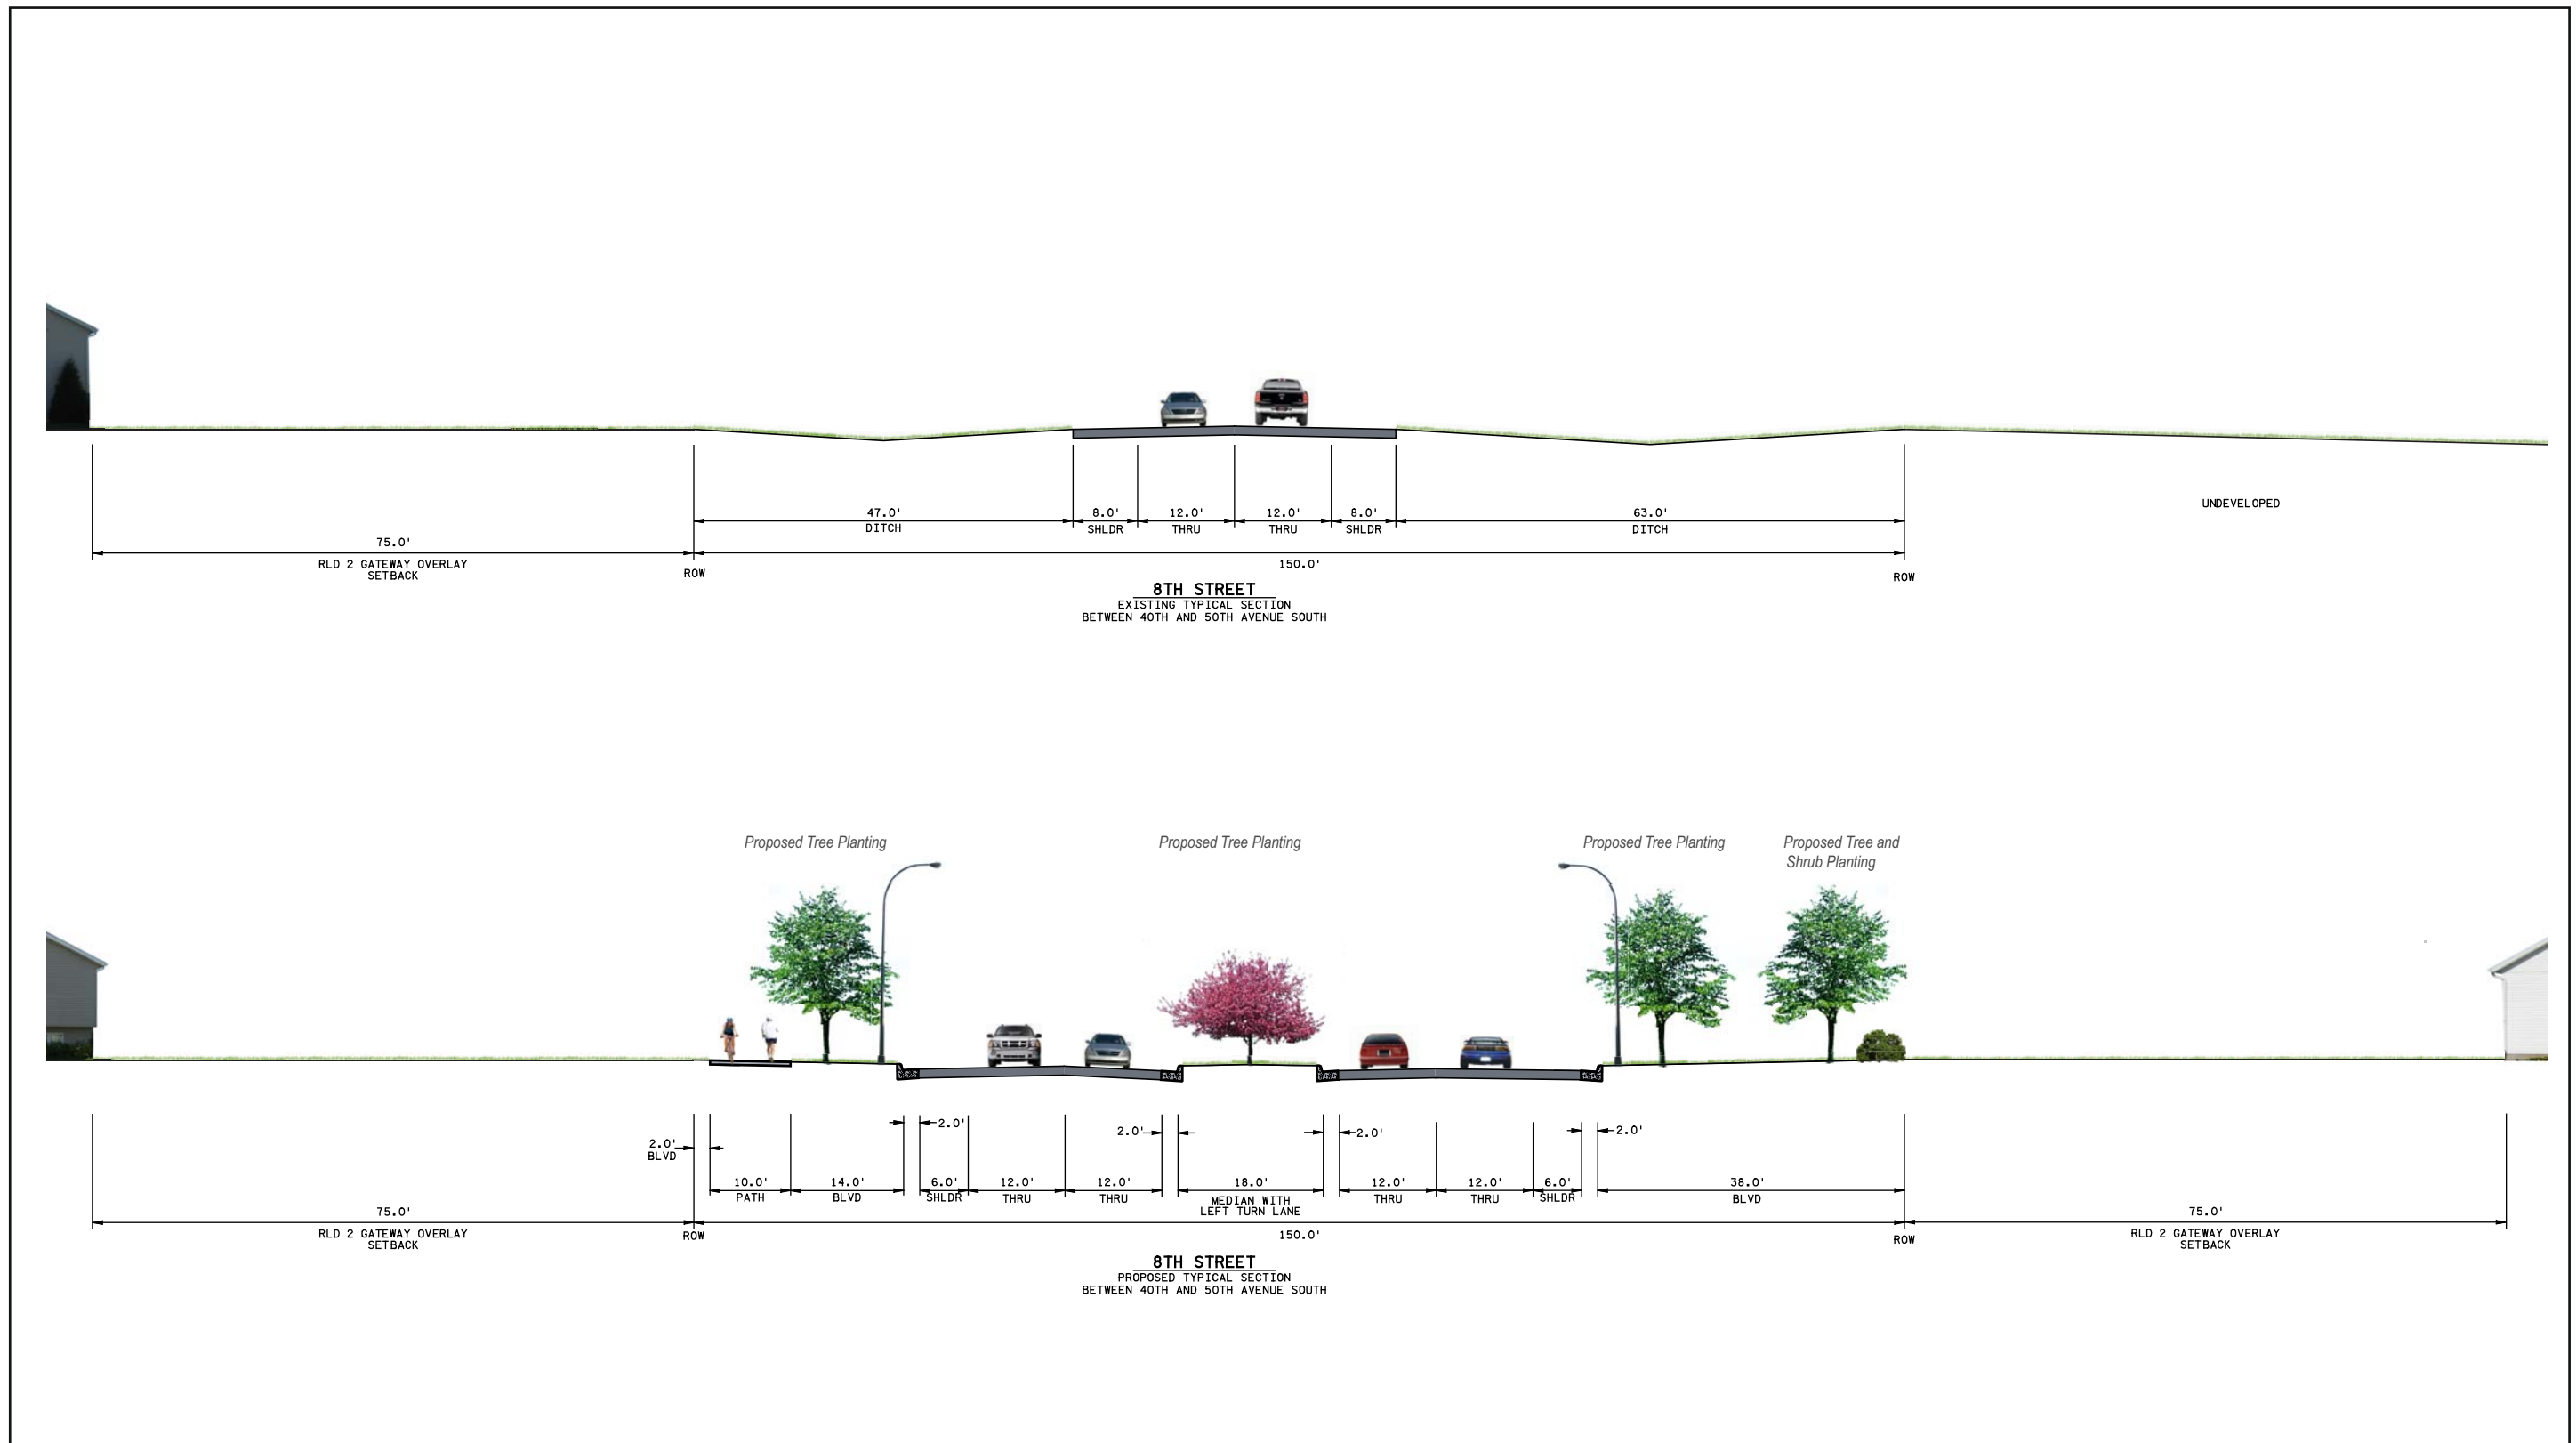 UNDEVELOPED
47.0' 8.0' 12.0' 12.0' 8.0' 63.0'
DITCH SHLDR THRU THRU SHLDR DITCH
75.0'
RLD 2 GATEWAY OVERLAY
SETBACK
ROW
150.0'
ROW
8TH STREET
EXISTING TYPICAL SECTION
BETWEEN 40TH AND 50TH AVENUE SOUTH
Proposed Tree Planting
Proposed Tree Planting
Proposed Tree Planting
Proposed Tree and
Shrub Planting
2.0'
2.0'
2.0'
2.0'
2.0'
BLVD
10.0' 14.0' 6.0' 12.0' 12.0' 18.0' 12.0' 12.0' 6.0' 38.0'
PATH BLVD SHLDR THRU THRU MEDIAN WITH THRU THRU SHLDR BLVD
LEFT TURN LANE
75.0'
RLD 2 GATEWAY OVERLAY
SETBACK
ROW
150.0'
ROW
75.0'
RLD 2 GATEWAY OVERLAY
SETBACK
8TH STREET
PROPOSED TYPICAL SECTION
BETWEEN 40TH AND 50TH AVENUE SOUTH